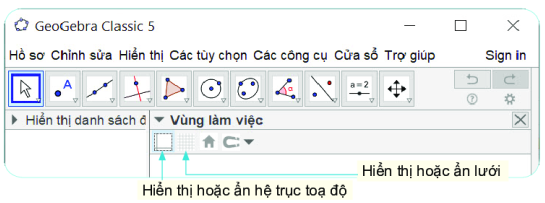 GeoGebra Classic 5
Hồ sơ Chỉnh sửa Hiển thị Các tùy chọn Các công cụ Cửa sổ Trợ giúp Sign in
A
α
a=2
Hiển thị danh sách đ
Vùng làm việc
Hiển thị hoặc ẩn lưới
Hiển thị hoặc ẩn hệ trục toạ độ